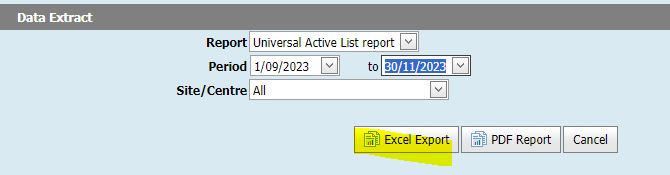 Data Extract
Report Universal Active List report
Period 1/09/2023 to 30/11/2023
Site/Centre All
Excel Export PDF Report Cancel